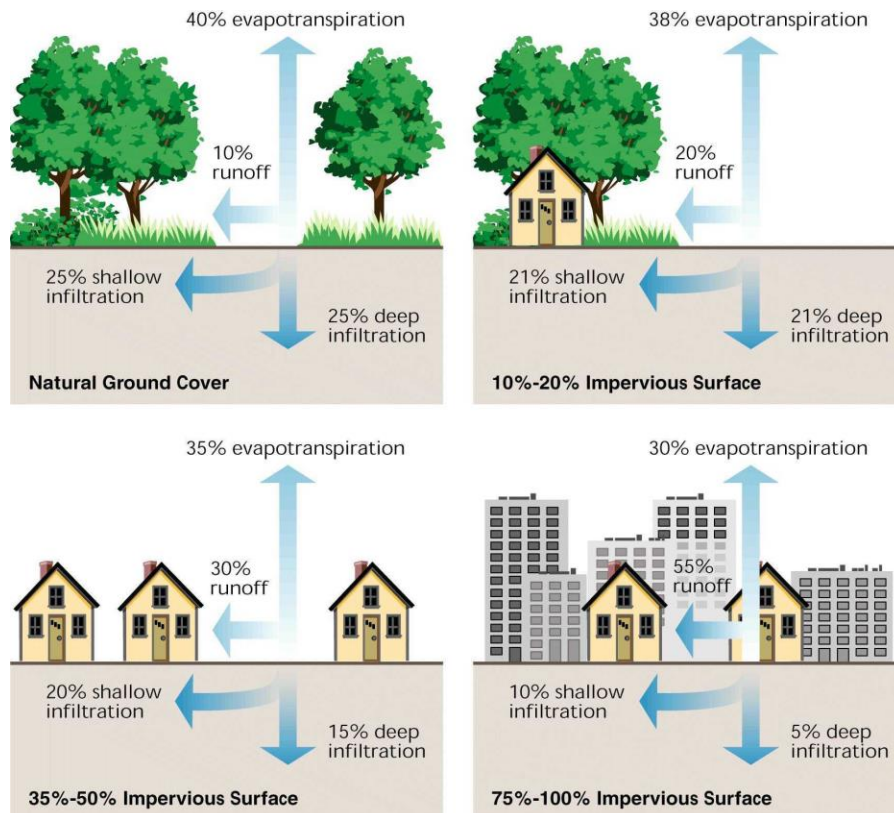 40% evapotranspiration
10%
runoff
25% shallow
infiltration
25% deep
infiltration
Natural Ground Cover
38% evapotranspiration
20%
runoff
21% shallow
infiltration
21% deep
infiltration
10%-20% Impervious Surface
35% evapotranspiration
30%
runoff
20% shallow
infiltration
15% deep
infiltration
35%-50% Impervious Surface
30% evapotranspiration
55%
runoff
10% shallow
infiltration
5% deep
infiltration
75%-100% Impervious Surface